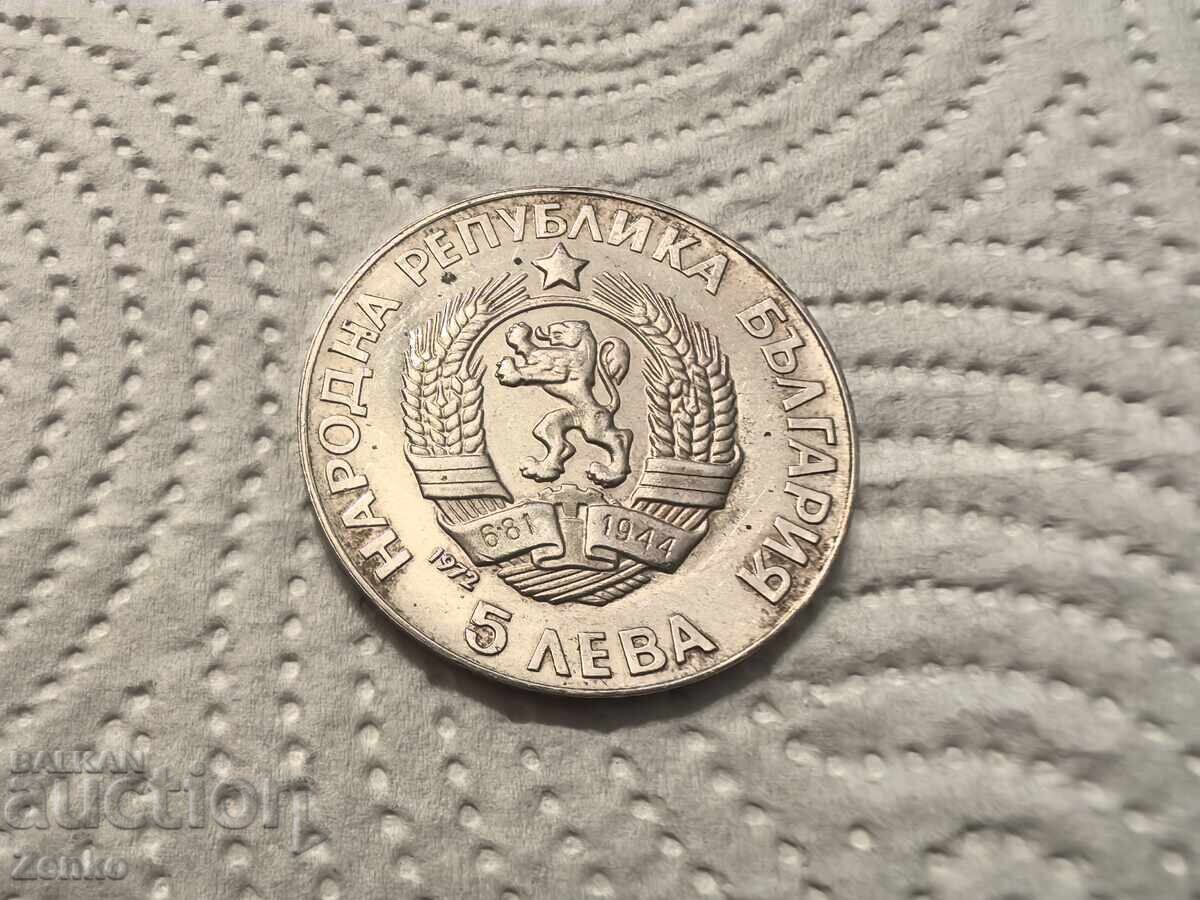 НАРОДНА РЕПУБЛИКА БЪЛГАРИЯ
681 1944
1972
5 ЛЕВА
BALKAN
auction
Zenko